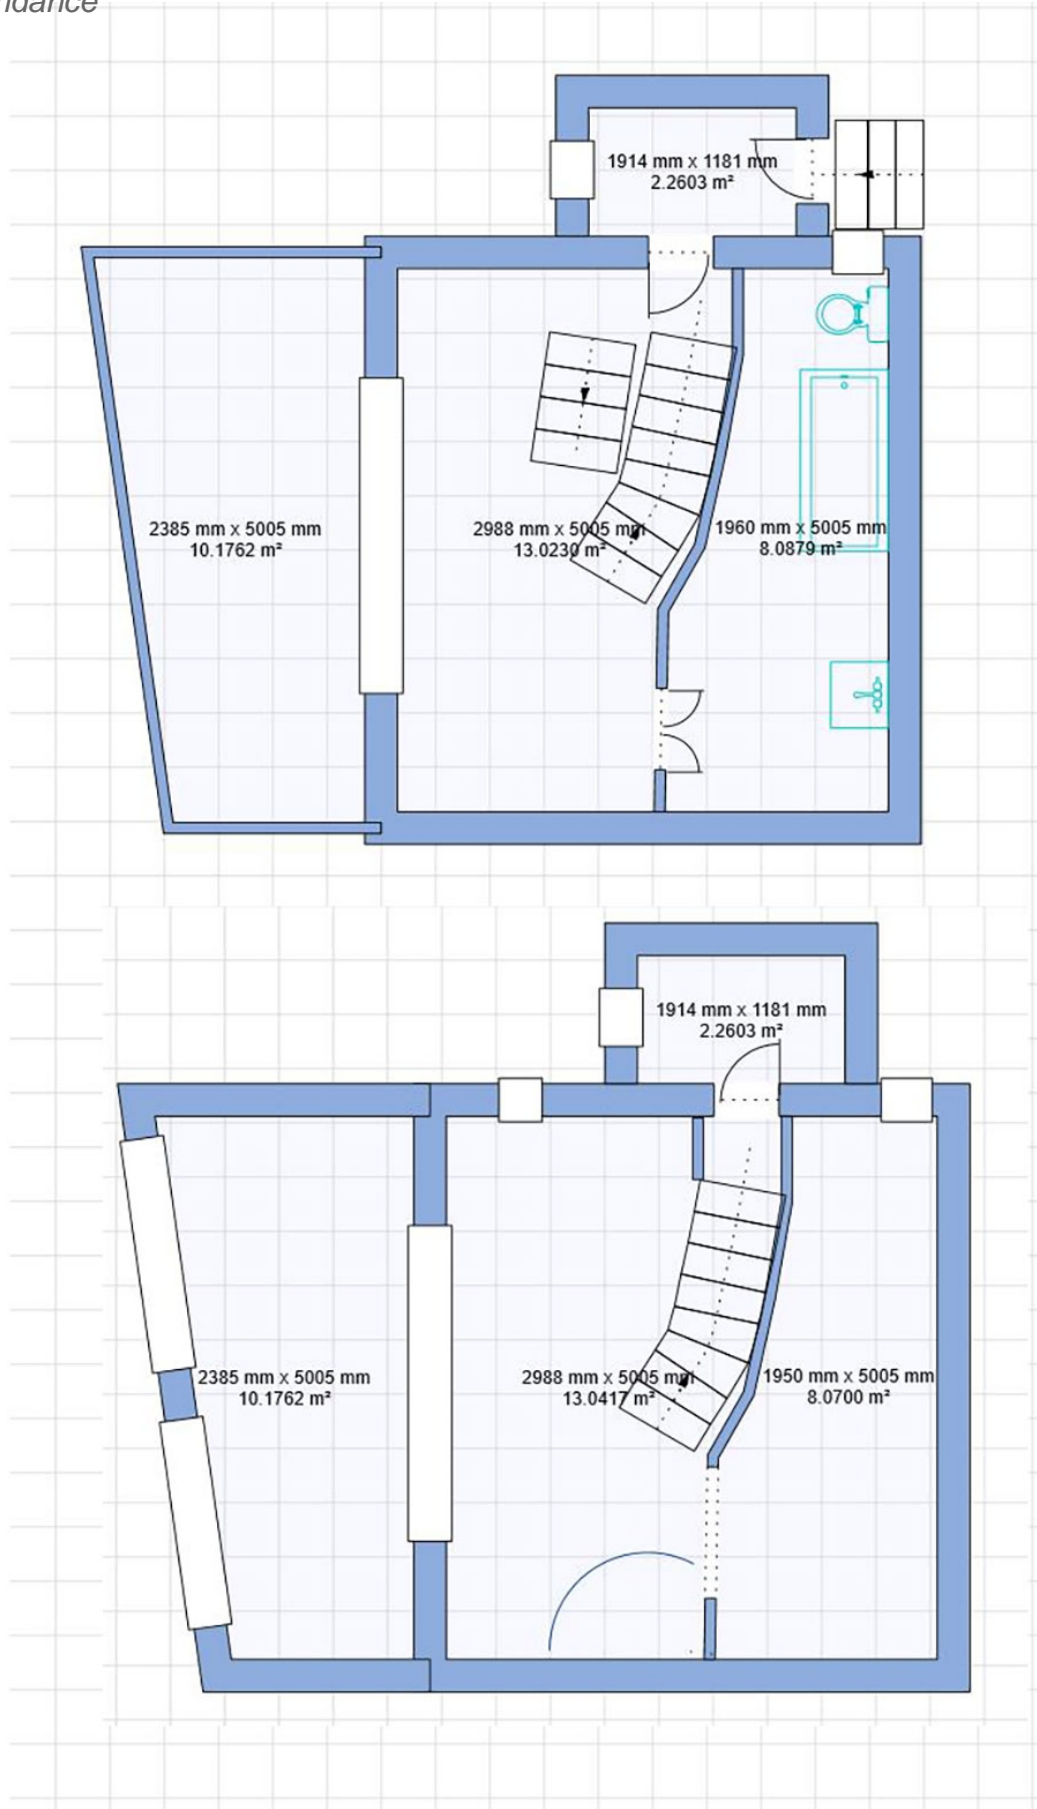 ndance
1914 mm x 1181 mm
2.2603 m²
2385 mm x 5005 mm
10.1762 m²
2988 mm x 5005 mm
13.0230 m²
1960 mm x 5005 mm
8.0879 m²
1914 mm x 1181 mm
2.2603 m²
2385 mm x 5005 mm
10.1762 m²
2988 mm x 5005 mm
13.0417 m²
1950 mm x 5005 mm
8.0700 m²